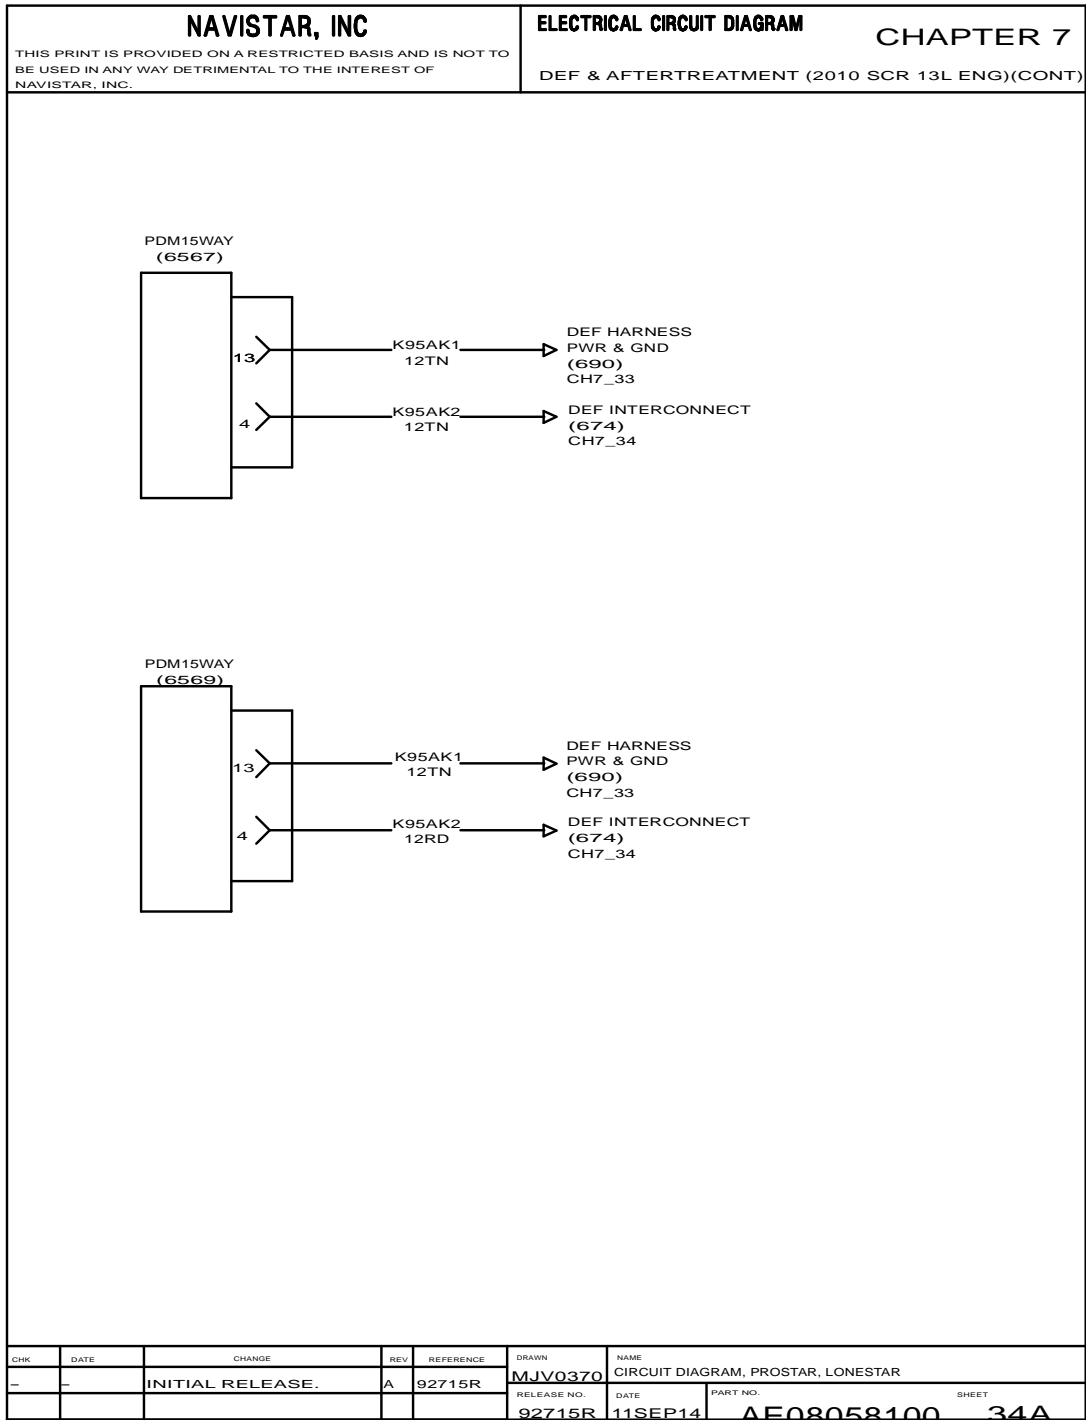 NAVISTAR, INC
THIS PRINT IS PROVIDED ON A RESTRICTED BASIS AND IS NOT TO
BE USED IN ANY WAY DETRIMENTAL TO THE INTEREST OF
NAVISTAR, INC.
ELECTRICAL CIRCUIT DIAGRAM
CHAPTER 7
DEF & AFTERTREATMENT (2010 SCR 13L ENG)(CONT)
PDM15WAY
(6567)
13
K95AK1
12TN
DEF HARNESS
PWR & GND
(690)
CH7_33
4
K95AK2
12TN
DEF INTERCONNECT
(674)
CH7_34
PDM15WAY
(6569)
13
K95AK1
12TN
DEF HARNESS
PWR & GND
(690)
CH7_33
4
K95AK2
12RD
DEF INTERCONNECT
(674)
CH7_34
CHK DATE CHANGE REV REFERENCE
– – INITIAL RELEASE. A 92715R
DRAWN
MJV0370
NAME
CIRCUIT DIAGRAM, PROSTAR, LONESTAR
RELEASE NO.
92715R
DATE
11SEP14
PART NO.
AE08058100
SHEET
34A